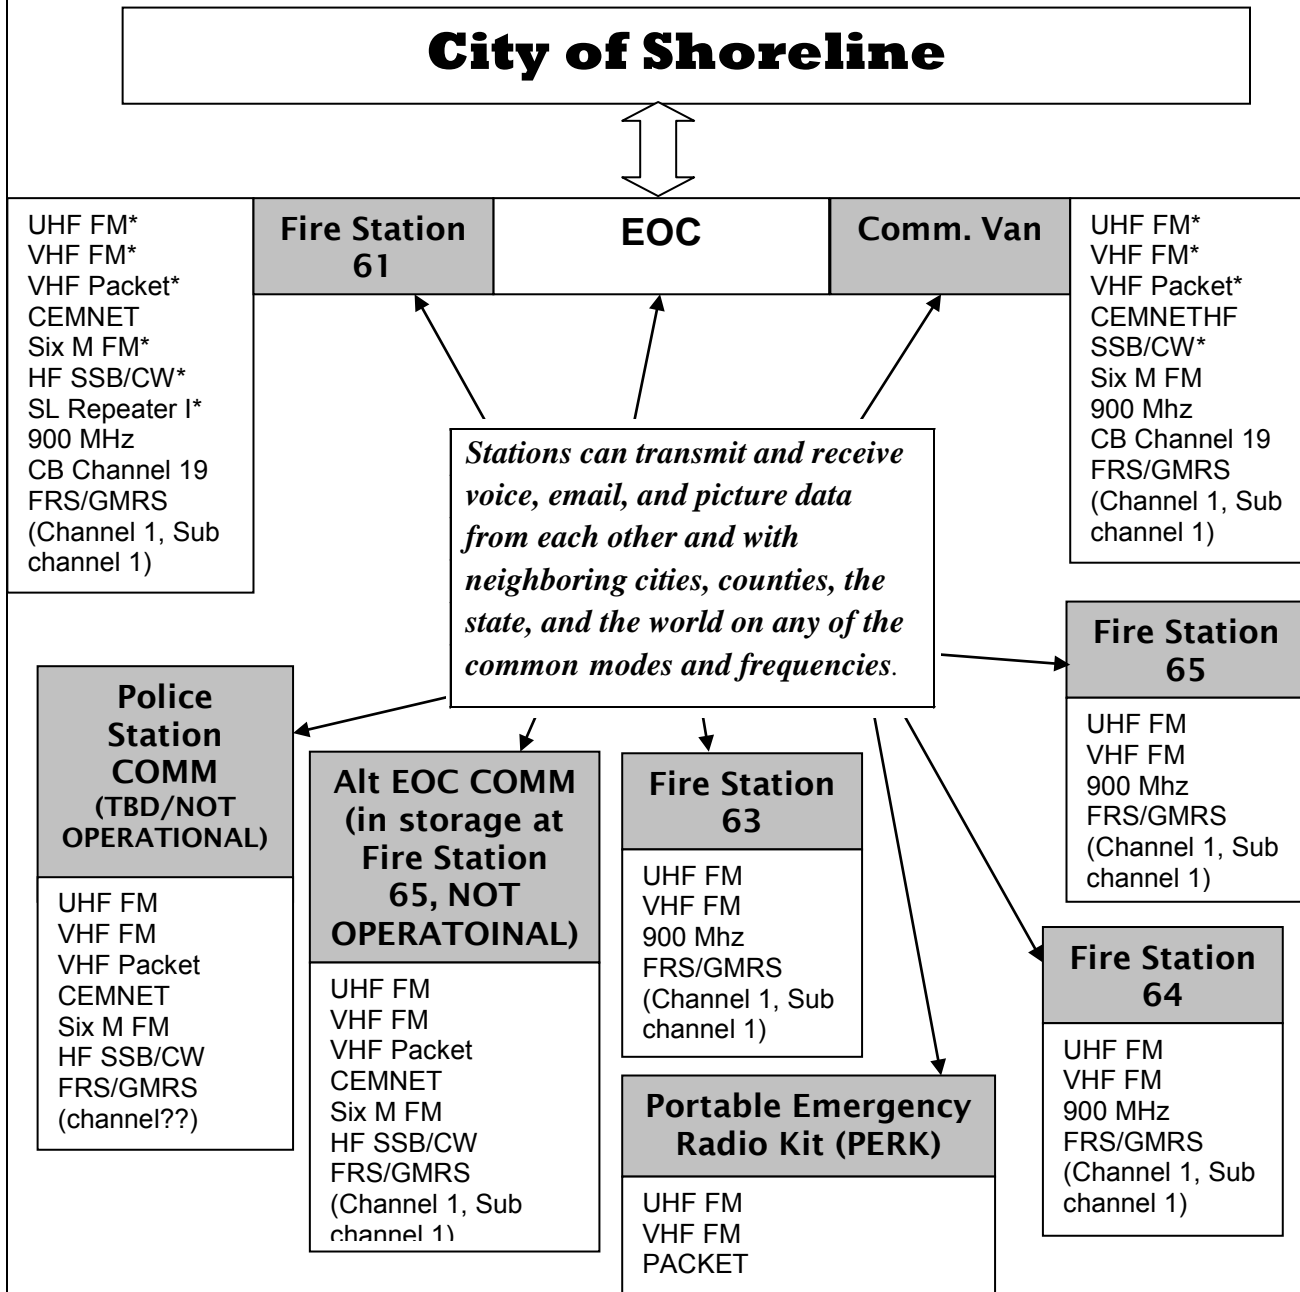 City of Shoreline
UHF FM*
VHF FM*
VHF Packet*
CEMNET
Six M FM*
HF SSB/CW*
SL Repeater I*
900 MHz
CB Channel 19
FRS/GMRS
(Channel 1, Sub
channel 1)
Fire Station
61
EOC
Comm. Van
UHF FM*
VHF FM*
VHF Packet*
CEMNETHF
SSB/CW*
Six M FM
900 Mhz
CB Channel 19
FRS/GMRS
(Channel 1, Sub
channel 1)
Stations can transmit and receive
voice, email, and picture data
from each other and with
neighboring cities, counties, the
state, and the world on any of the
common modes and frequencies.
Police
Station
COMM
(TBD/NOT
OPERATIONAL)
UHF FM
VHF FM
VHF Packet
CEMNET
Six M FM
HF SSB/CW
FRS/GMRS
(channel??)
Alt EOC COMM
(in storage at
Fire Station
65, NOT
OPERATOINAL)
UHF FM
VHF FM
VHF Packet
CEMNET
Six M FM
HF SSB/CW
FRS/GMRS
(Channel 1, Sub
channel 1)
Fire Station
63
UHF FM
VHF FM
900 Mhz
FRS/GMRS
(Channel 1, Sub
channel 1)
Portable Emergency
Radio Kit (PERK)
UHF FM
VHF FM
PACKET
Fire Station
65
UHF FM
VHF FM
900 Mhz
FRS/GMRS
(Channel 1, Sub
channel 1)
Fire Station
64
UHF FM
VHF FM
900 MHz
FRS/GMRS
(Channel 1, Sub
channel 1)